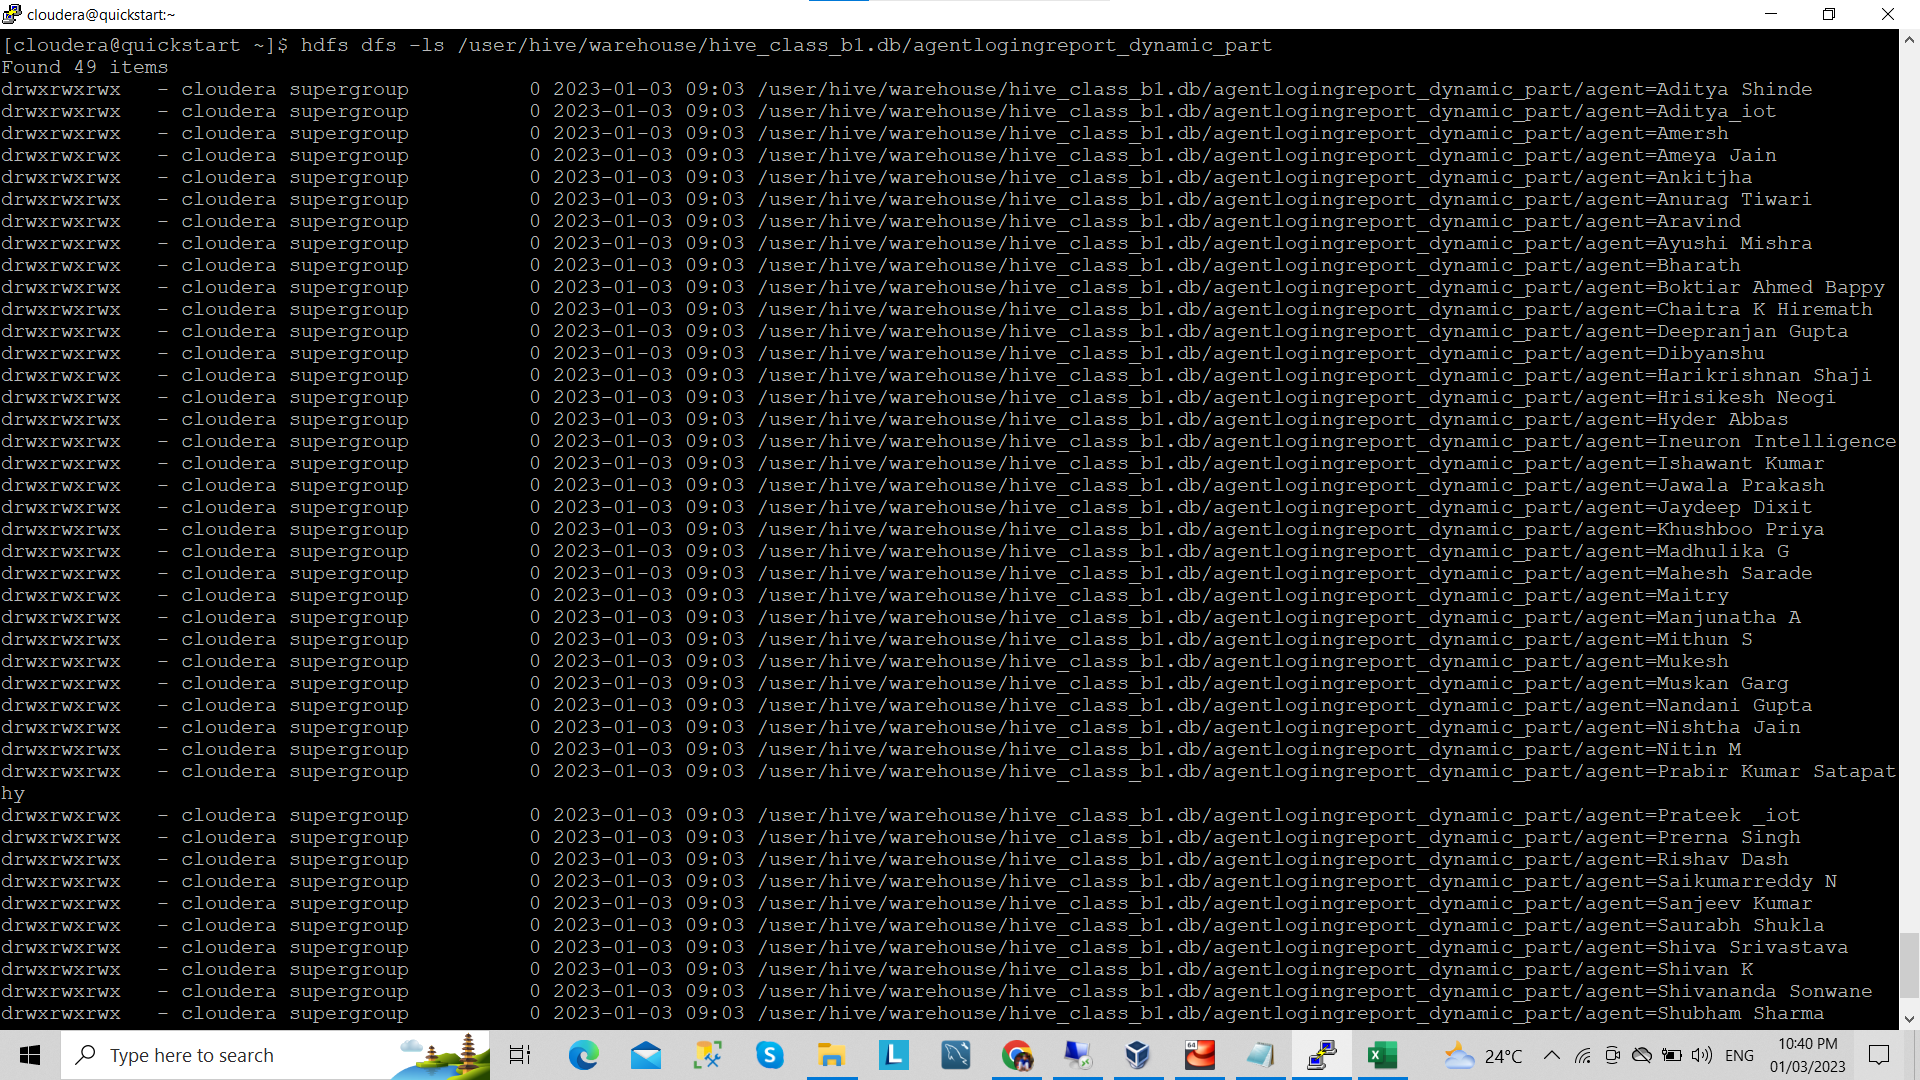 cloudera@quickstart:~
[cloudera@quickstart ~]$ hdfs dfs -ls /user/hive/warehouse/hive_class_b1.db/agentlogingreport_dynamic_part
Found 49 items
drwxrwxrwx   - cloudera supergroup          0 2023-01-03 09:03 /user/hive/warehouse/hive_class_b1.db/agentlogingreport_dynamic_part/agent=Aditya Shinde
drwxrwxrwx   - cloudera supergroup          0 2023-01-03 09:03 /user/hive/warehouse/hive_class_b1.db/agentlogingreport_dynamic_part/agent=Aditya_iot
drwxrwxrwx   - cloudera supergroup          0 2023-01-03 09:03 /user/hive/warehouse/hive_class_b1.db/agentlogingreport_dynamic_part/agent=Amersh
drwxrwxrwx   - cloudera supergroup          0 2023-01-03 09:03 /user/hive/warehouse/hive_class_b1.db/agentlogingreport_dynamic_part/agent=Ameya Jain
drwxrwxrwx   - cloudera supergroup          0 2023-01-03 09:03 /user/hive/warehouse/hive_class_b1.db/agentlogingreport_dynamic_part/agent=Ankitjha
drwxrwxrwx   - cloudera supergroup          0 2023-01-03 09:03 /user/hive/warehouse/hive_class_b1.db/agentlogingreport_dynamic_part/agent=Anurag Tiwari
drwxrwxrwx   - cloudera supergroup          0 2023-01-03 09:03 /user/hive/warehouse/hive_class_b1.db/agentlogingreport_dynamic_part/agent=Aravind
drwxrwxrwx   - cloudera supergroup          0 2023-01-03 09:03 /user/hive/warehouse/hive_class_b1.db/agentlogingreport_dynamic_part/agent=Ayushi Mishra
drwxrwxrwx   - cloudera supergroup          0 2023-01-03 09:03 /user/hive/warehouse/hive_class_b1.db/agentlogingreport_dynamic_part/agent=Bharath
drwxrwxrwx   - cloudera supergroup          0 2023-01-03 09:03 /user/hive/warehouse/hive_class_b1.db/agentlogingreport_dynamic_part/agent=Boktiar Ahmed Bappy
drwxrwxrwx   - cloudera supergroup          0 2023-01-03 09:03 /user/hive/warehouse/hive_class_b1.db/agentlogingreport_dynamic_part/agent=Chaitra K Hiremath
drwxrwxrwx   - cloudera supergroup          0 2023-01-03 09:03 /user/hive/warehouse/hive_class_b1.db/agentlogingreport_dynamic_part/agent=Deepranjan Gupta
drwxrwxrwx   - cloudera supergroup          0 2023-01-03 09:03 /user/hive/warehouse/hive_class_b1.db/agentlogingreport_dynamic_part/agent=Dibyanshu
drwxrwxrwx   - cloudera supergroup          0 2023-01-03 09:03 /user/hive/warehouse/hive_class_b1.db/agentlogingreport_dynamic_part/agent=Harikrishnan Shaji
drwxrwxrwx   - cloudera supergroup          0 2023-01-03 09:03 /user/hive/warehouse/hive_class_b1.db/agentlogingreport_dynamic_part/agent=Hrisikesh Neogi
drwxrwxrwx   - cloudera supergroup          0 2023-01-03 09:03 /user/hive/warehouse/hive_class_b1.db/agentlogingreport_dynamic_part/agent=Hyder Abbas
drwxrwxrwx   - cloudera supergroup          0 2023-01-03 09:03 /user/hive/warehouse/hive_class_b1.db/agentlogingreport_dynamic_part/agent=Ineuron Intelligence
drwxrwxrwx   - cloudera supergroup          0 2023-01-03 09:03 /user/hive/warehouse/hive_class_b1.db/agentlogingreport_dynamic_part/agent=Ishawant Kumar
drwxrwxrwx   - cloudera supergroup          0 2023-01-03 09:03 /user/hive/warehouse/hive_class_b1.db/agentlogingreport_dynamic_part/agent=Jawala Prakash
drwxrwxrwx   - cloudera supergroup          0 2023-01-03 09:03 /user/hive/warehouse/hive_class_b1.db/agentlogingreport_dynamic_part/agent=Jaydeep Dixit
drwxrwxrwx   - cloudera supergroup          0 2023-01-03 09:03 /user/hive/warehouse/hive_class_b1.db/agentlogingreport_dynamic_part/agent=Khushboo Priya
drwxrwxrwx   - cloudera supergroup          0 2023-01-03 09:03 /user/hive/warehouse/hive_class_b1.db/agentlogingreport_dynamic_part/agent=Madhulika G
drwxrwxrwx   - cloudera supergroup          0 2023-01-03 09:03 /user/hive/warehouse/hive_class_b1.db/agentlogingreport_dynamic_part/agent=Mahesh Sarade
drwxrwxrwx   - cloudera supergroup          0 2023-01-03 09:03 /user/hive/warehouse/hive_class_b1.db/agentlogingreport_dynamic_part/agent=Maitry
drwxrwxrwx   - cloudera supergroup          0 2023-01-03 09:03 /user/hive/warehouse/hive_class_b1.db/agentlogingreport_dynamic_part/agent=Manjunatha A
drwxrwxrwx   - cloudera supergroup          0 2023-01-03 09:03 /user/hive/warehouse/hive_class_b1.db/agentlogingreport_dynamic_part/agent=Mithun S
drwxrwxrwx   - cloudera supergroup          0 2023-01-03 09:03 /user/hive/warehouse/hive_class_b1.db/agentlogingreport_dynamic_part/agent=Mukesh
drwxrwxrwx   - cloudera supergroup          0 2023-01-03 09:03 /user/hive/warehouse/hive_class_b1.db/agentlogingreport_dynamic_part/agent=Muskan Garg
drwxrwxrwx   - cloudera supergroup          0 2023-01-03 09:03 /user/hive/warehouse/hive_class_b1.db/agentlogingreport_dynamic_part/agent=Nandani Gupta
drwxrwxrwx   - cloudera supergroup          0 2023-01-03 09:03 /user/hive/warehouse/hive_class_b1.db/agentlogingreport_dynamic_part/agent=Nishtha Jain
drwxrwxrwx   - cloudera supergroup          0 2023-01-03 09:03 /user/hive/warehouse/hive_class_b1.db/agentlogingreport_dynamic_part/agent=Nitin M
drwxrwxrwx   - cloudera supergroup          0 2023-01-03 09:03 /user/hive/warehouse/hive_class_b1.db/agentlogingreport_dynamic_part/agent=Prabir Kumar Satapat
hy
drwxrwxrwx   - cloudera supergroup          0 2023-01-03 09:03 /user/hive/warehouse/hive_class_b1.db/agentlogingreport_dynamic_part/agent=Prateek _iot
drwxrwxrwx   - cloudera supergroup          0 2023-01-03 09:03 /user/hive/warehouse/hive_class_b1.db/agentlogingreport_dynamic_part/agent=Prerna Singh
drwxrwxrwx   - cloudera supergroup          0 2023-01-03 09:03 /user/hive/warehouse/hive_class_b1.db/agentlogingreport_dynamic_part/agent=Rishav Dash
drwxrwxrwx   - cloudera supergroup          0 2023-01-03 09:03 /user/hive/warehouse/hive_class_b1.db/agentlogingreport_dynamic_part/agent=Saikumarreddy N
drwxrwxrwx   - cloudera supergroup          0 2023-01-03 09:03 /user/hive/warehouse/hive_class_b1.db/agentlogingreport_dynamic_part/agent=Sanjeev Kumar
drwxrwxrwx   - cloudera supergroup          0 2023-01-03 09:03 /user/hive/warehouse/hive_class_b1.db/agentlogingreport_dynamic_part/agent=Saurabh Shukla
drwxrwxrwx   - cloudera supergroup          0 2023-01-03 09:03 /user/hive/warehouse/hive_class_b1.db/agentlogingreport_dynamic_part/agent=Shiva Srivastava
drwxrwxrwx   - cloudera supergroup          0 2023-01-03 09:03 /user/hive/warehouse/hive_class_b1.db/agentlogingreport_dynamic_part/agent=Shivan K
drwxrwxrwx   - cloudera supergroup          0 2023-01-03 09:03 /user/hive/warehouse/hive_class_b1.db/agentlogingreport_dynamic_part/agent=Shivananda Sonwane
drwxrwxrwx   - cloudera supergroup          0 2023-01-03 09:03 /user/hive/warehouse/hive_class_b1.db/agentlogingreport_dynamic_part/agent=Shubham Sharma
Type here to search
L
64
24°C
ENG
10:40 PM
01/03/2023